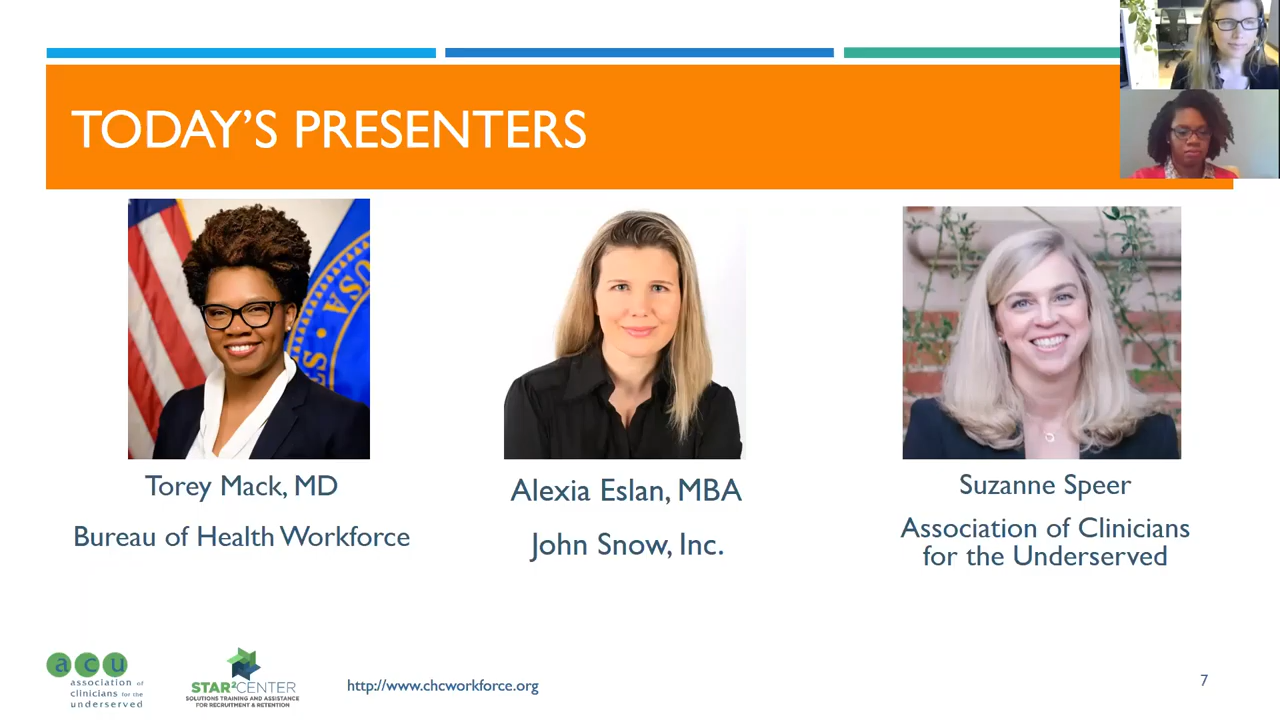 TODAY'S PRESENTERS
Torey Mack, MD
Bureau of Health Workforce
Alexia Eslan, MBA
John Snow, Inc.
Suzanne Speer
Association of Clinicians
for the Underserved
acu
association of
clinicians for the
underserved
STAR²CENTER
SOLUTIONS TRAINING AND ASSISTANCE
FOR RECRUITMENT & RETENTION
http://www.chcworkforce.org
7